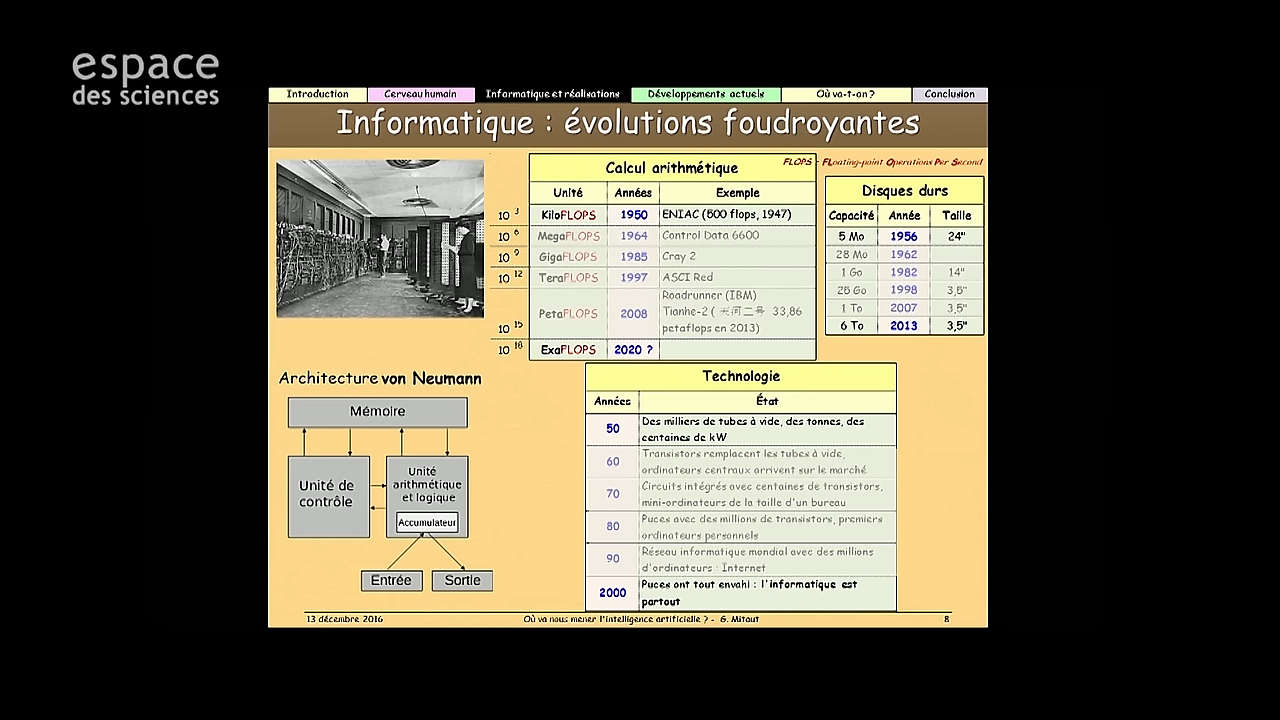 espace
des sciences
Introduction Cerveau humain Informatique et réalisations Développements actuels Où va-t-on ? Conclusion
Informatique : évolutions foudroyantes
FLOPS - FLoating-point Operations Per Second
Calcul arithmétique
Unité Années Exemple
10 3 KiloFLOPS 1950 ENIAC (500 flops, 1947)
10 6 MegaFLOPS 1964 Control Data 6600
10 9 GigaFLOPS 1985 Cray 2
10 12 TeraFLOPS 1997 ASCI Red
Roadrunner (IBM)
10 15 PetaFLOPS 2008 Tianhe-2 ( 天河二号 33,86
petaflops en 2013)
10 18 ExaFLOPS 2020 ?
Disques durs
Capacité Année Taille
5 Mo 1956 24"
28 Mo 1962
1 Go 1982 14"
25 Go 1998 3,5"
1 To 2007 3,5"
6 To 2013 3,5"
Architecture von Neumann
Mémoire
Unité de
contrôle
Unité
arithmétique
et logique
Accumulateur
Entrée Sortie
Technologie
Années État
50 Des milliers de tubes à vide, des tonnes, des
centaines de kW
60 Transistors remplacent les tubes à vide,
ordinateurs centraux arrivent sur le marché
70 Circuits intégrés avec centaines de transistors,
mini-ordinateurs de la taille d'un bureau
80 Puces avec des millions de transistors, premiers
ordinateurs personnels
90 Réseau informatique mondial avec des millions
d'ordinateurs : Internet
2000 Puces ont tout envahi : l'informatique est
partout
13 décembre 2016 Où va nous mener l'intelligence artificielle ? - G. Mitaut 8